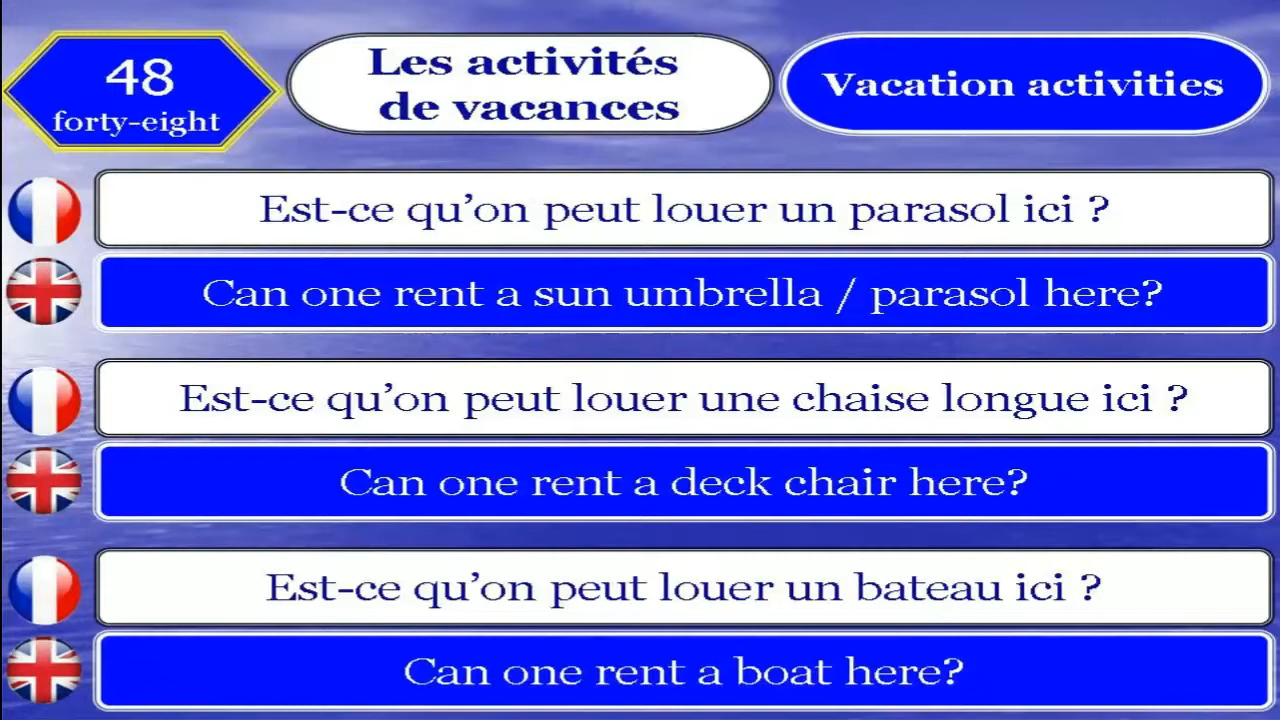 48
forty-eight
Les activités
de vacances
Vacation activities
Est-ce qu’on peut louer un parasol ici ?
Can one rent a sun umbrella / parasol here?
Est-ce qu’on peut louer une chaise longue ici ?
Can one rent a deck chair here?
Est-ce qu’on peut louer un bateau ici ?
Can one rent a boat here?